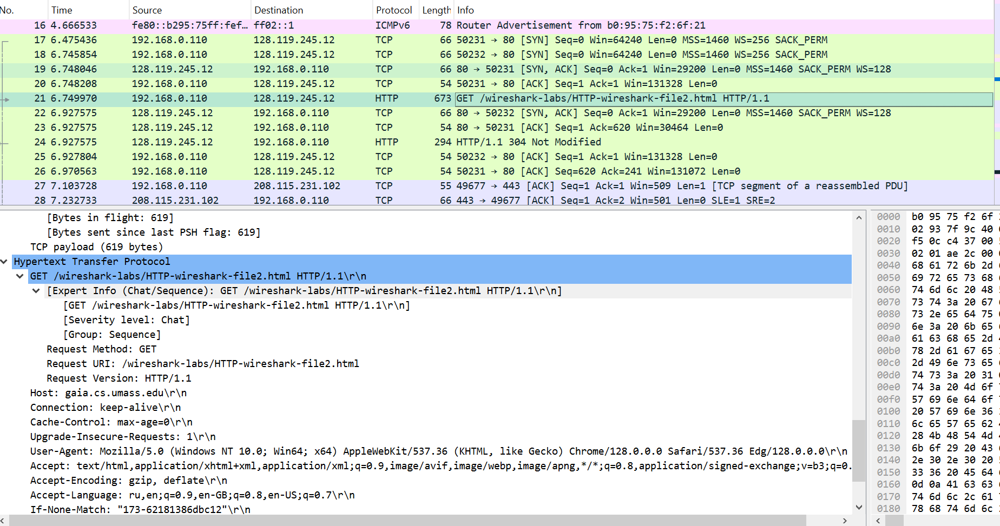 No. Time Source Destination Protocol Length Info
16 4.666533 fe80::b295:75ff:fef… ff02::1 ICMPv6 78 Router Advertisement from b0:95:75:f2:6f:21
17 6.475436 192.168.0.110 128.119.245.12 TCP 66 50231 → 80 [SYN] Seq=0 Win=64240 Len=0 MSS=1460 WS=256 SACK_PERM
18 6.745854 192.168.0.110 128.119.245.12 TCP 66 50232 → 80 [SYN] Seq=0 Win=64240 Len=0 MSS=1460 WS=256 SACK_PERM
19 6.748046 128.119.245.12 192.168.0.110 TCP 66 80 → 50231 [SYN, ACK] Seq=0 Ack=1 Win=29200 Len=0 MSS=1460 SACK_PERM WS=128
20 6.748208 192.168.0.110 128.119.245.12 TCP 54 50231 → 80 [ACK] Seq=1 Ack=1 Win=131328 Len=0
21 6.749970 192.168.0.110 128.119.245.12 HTTP 673 GET /wireshark-labs/HTTP-wireshark-file2.html HTTP/1.1
22 6.927575 128.119.245.12 192.168.0.110 TCP 66 80 → 50232 [SYN, ACK] Seq=0 Ack=1 Win=29200 Len=0 MSS=1460 SACK_PERM WS=128
23 6.927575 128.119.245.12 192.168.0.110 TCP 54 80 → 50231 [ACK] Seq=1 Ack=620 Win=30464 Len=0
24 6.927575 128.119.245.12 192.168.0.110 HTTP 294 HTTP/1.1 304 Not Modified
25 6.927804 192.168.0.110 128.119.245.12 TCP 54 50232 → 80 [ACK] Seq=1 Ack=1 Win=131328 Len=0
26 6.970563 192.168.0.110 128.119.245.12 TCP 54 50231 → 80 [ACK] Seq=620 Ack=241 Win=131072 Len=0
27 7.103728 192.168.0.110 208.115.231.102 TCP 55 49677 → 443 [ACK] Seq=1 Ack=1 Win=509 Len=1 [TCP segment of a reassembled PDU]
28 7.232733 208.115.231.102 192.168.0.110 TCP 66 443 → 49677 [ACK] Seq=1 Ack=2 Win=501 Len=0 SLE=1 SRE=2
[Bytes in flight: 619]
[Bytes sent since last PSH flag: 619]
TCP payload (619 bytes)
Hypertext Transfer Protocol
GET /wireshark-labs/HTTP-wireshark-file2.html HTTP/1.1\r\n
[Expert Info (Chat/Sequence): GET /wireshark-labs/HTTP-wireshark-file2.html HTTP/1.1\r\n]
[GET /wireshark-labs/HTTP-wireshark-file2.html HTTP/1.1\r\n]
[Severity level: Chat]
[Group: Sequence]
Request Method: GET
Request URI: /wireshark-labs/HTTP-wireshark-file2.html
Request Version: HTTP/1.1
Host: gaia.cs.umass.edu\r\n
Connection: keep-alive\r\n
Cache-Control: max-age=0\r\n
Upgrade-Insecure-Requests: 1\r\n
User-Agent: Mozilla/5.0 (Windows NT 10.0; Win64; x64) AppleWebKit/537.36 (KHTML, like Gecko) Chrome/128.0.0.0 Safari/537.36 Edg/128.0.0.0\r\n
Accept: text/html,application/xhtml+xml,application/xml;q=0.9,image/avif,image/webp,image/apng,*/*;q=0.8,application/signed-exchange;v=b3;q=0.
Accept-Encoding: gzip, deflate\r\n
Accept-Language: ru,en;q=0.9,en-GB;q=0.8,en-US;q=0.7\r\n
If-None-Match: "173-62181386dbc12"\r\n
0000 b0 95 75 f2 6f
0010 02 93 7f 9c 40
0020 f5 0c c4 37 00
0030 02 01 ae 2c 00
0040 68 61 72 6b 2d
0050 69 72 65 73 68
0060 74 6d 6c 20 48
0070 73 74 3a 20 67
0080 73 2e 65 64 75
0090 6e 3a 20 6b 65
00a0 61 63 68 65 2d
00b0 78 2d 61 67 65
00c0 2d 49 6e 73 65
00d0 74 73 3a 20 31
00e0 74 3a 20 4d 6f
00f0 57 69 6e 64 6f
0100 20 57 69 6e 36
0110 6c 65 57 65 62
0120 28 4b 48 54 4d
0130 6b 6f 29 20 43
0140 2e 30 2e 30 20
0150 33 36 20 45 64
0160 0d 0a 41 63 63
0170 74 6d 6c 2c 61
0180 78 68 74 6d 6c